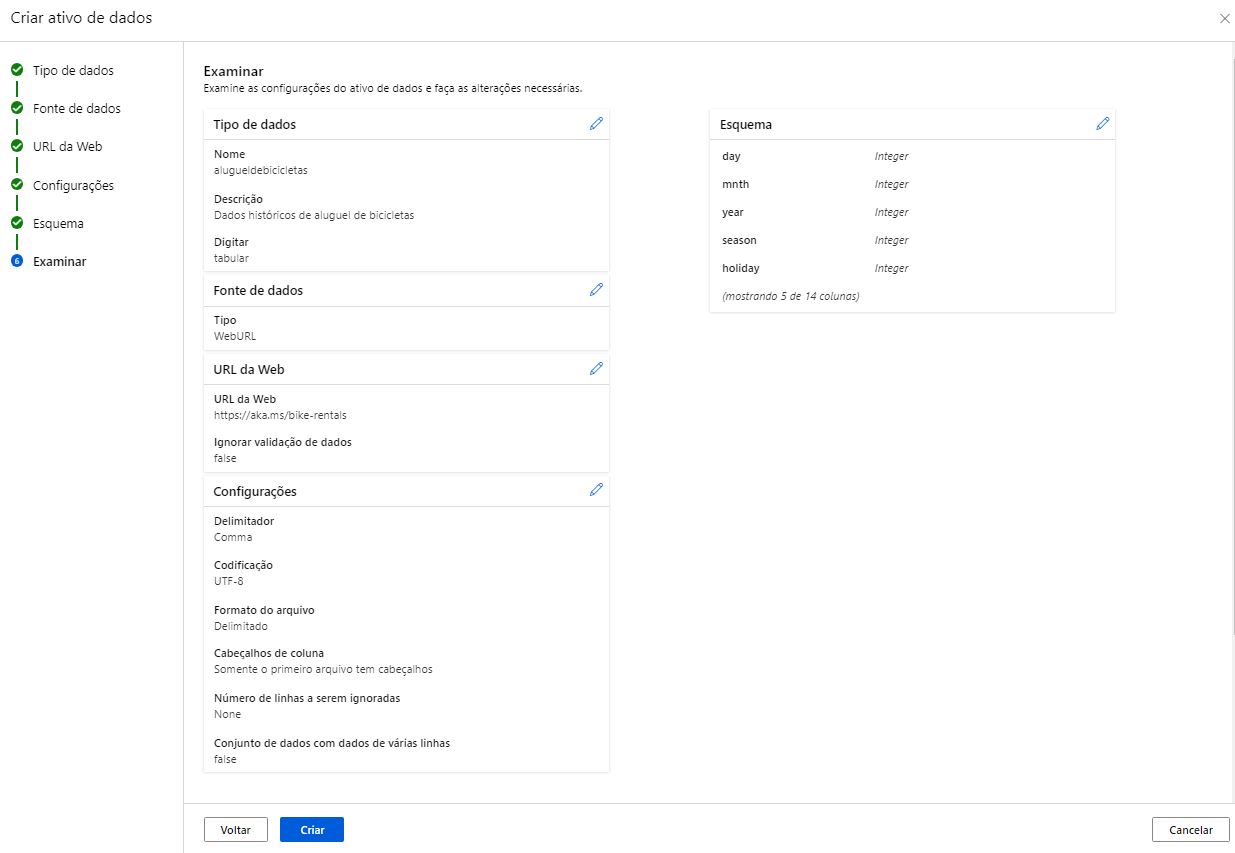 Criar ativo de dados
Tipo de dados
Fonte de dados
URL da Web
Configurações
Esquema
6 Examinar
Examinar
Examine as configurações do ativo de dados e faça as alterações necessárias.
Tipo de dados
Nome
alugueldebicicletas
Descrição
Dados históricos de aluguel de bicicletas
Digitar
tabular
Fonte de dados
Tipo
WebURL
URL da Web
URL da Web
https://aka.ms/bike-rentals
Ignorar validação de dados
false
Configurações
Delimitador
Comma
Codificação
UTF-8
Formato do arquivo
Delimitado
Cabeçalhos de coluna
Somente o primeiro arquivo tem cabeçalhos
Número de linhas a serem ignoradas
None
Conjunto de dados com dados de várias linhas
false
Esquema
day Integer
mnth Integer
year Integer
season Integer
holiday Integer
(mostrando 5 de 14 colunas)
Voltar
Criar
Cancelar